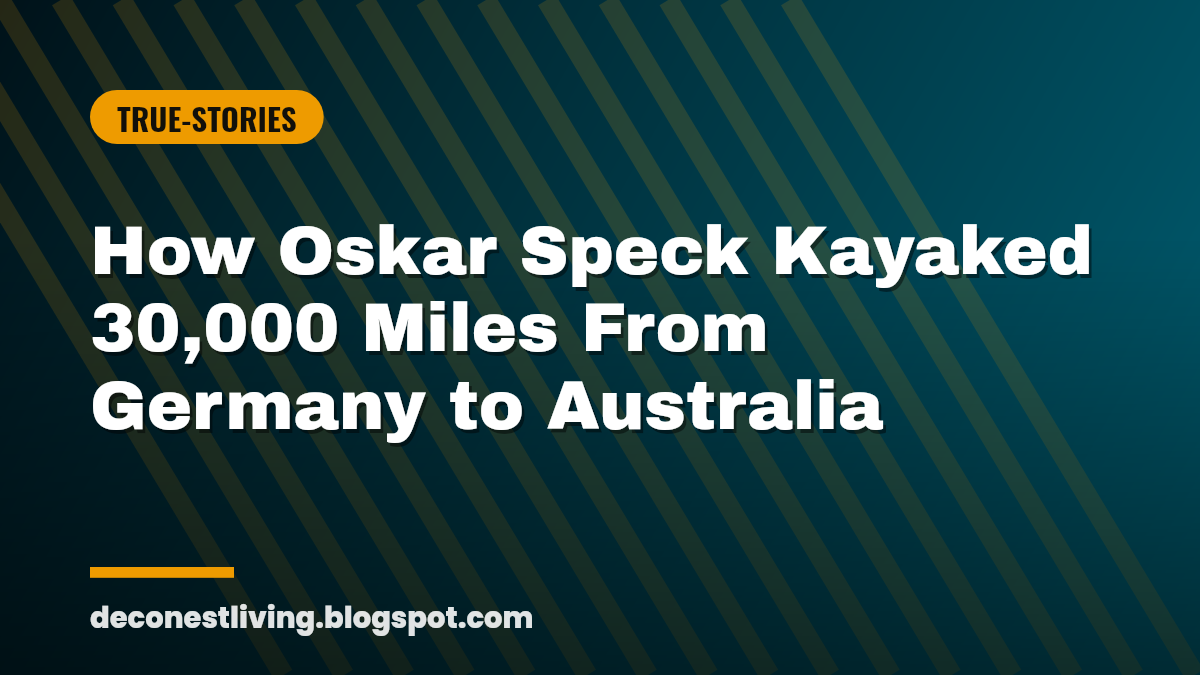 TRUE-STORIES
How Oskar Speck Kayaked
30,000 Miles From
Germany to Australia
deconestliving.blogspot.com